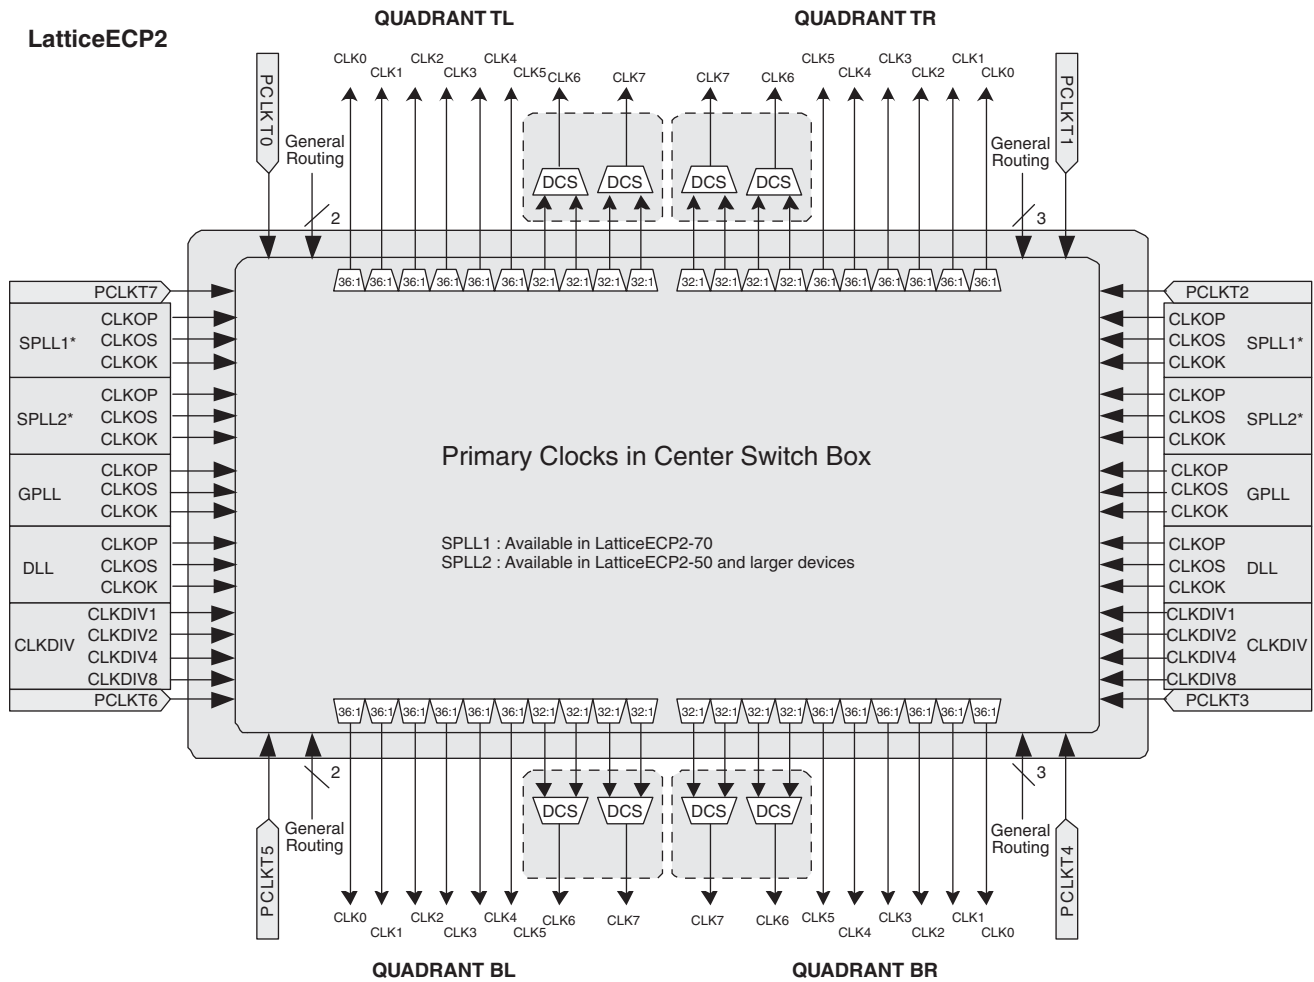 LatticeECP2
QUADRANT TL
QUADRANT TR
CLK0
CLK1
CLK2
CLK3
CLK4
CLK5
CLK6
CLK7
CLK7
CLK6
CLK5
CLK4
CLK3
CLK2
CLK1
CLK0
PCLKT0
General
Routing
2
DCS
DCS
DCS
DCS
General
Routing
3
PCLKT1
36:1 36:1 36:1 36:1 36:1 36:1 32:1 32:1 32:1 32:1
32:1 32:1 32:1 32:1 36:1 36:1 36:1 36:1 36:1 36:1
PCLKT7
SPLL1*
CLKOP
CLKOS
CLKOK
SPLL2*
CLKOP
CLKOS
CLKOK
GPLL
CLKOP
CLKOS
CLKOK
DLL
CLKOP
CLKOS
CLKOK
CLKDIV
CLKDIV1
CLKDIV2
CLKDIV4
CLKDIV8
PCLKT6
Primary Clocks in Center Switch Box
SPLL1 : Available in LatticeECP2-70
SPLL2 : Available in LatticeECP2-50 and larger devices
PCLKT2
CLKOP
CLKOS
CLKOK
SPLL1*
CLKOP
CLKOS
CLKOK
SPLL2*
CLKOP
CLKOS
CLKOK
GPLL
CLKOP
CLKOS
CLKOK
DLL
CLKDIV1
CLKDIV2
CLKDIV4
CLKDIV8
CLKDIV
PCLKT3
36:1 36:1 36:1 36:1 36:1 36:1 32:1 32:1 32:1 32:1
32:1 32:1 32:1 32:1 36:1 36:1 36:1 36:1 36:1 36:1
PCLKT5
2
General
Routing
DCS
DCS
DCS
DCS
3
General
Routing
PCLKT4
CLK0
CLK1
CLK2
CLK3
CLK4
CLK5
CLK6
CLK7
CLK7
CLK6
CLK5
CLK4
CLK3
CLK2
CLK1
CLK0
QUADRANT BL
QUADRANT BR